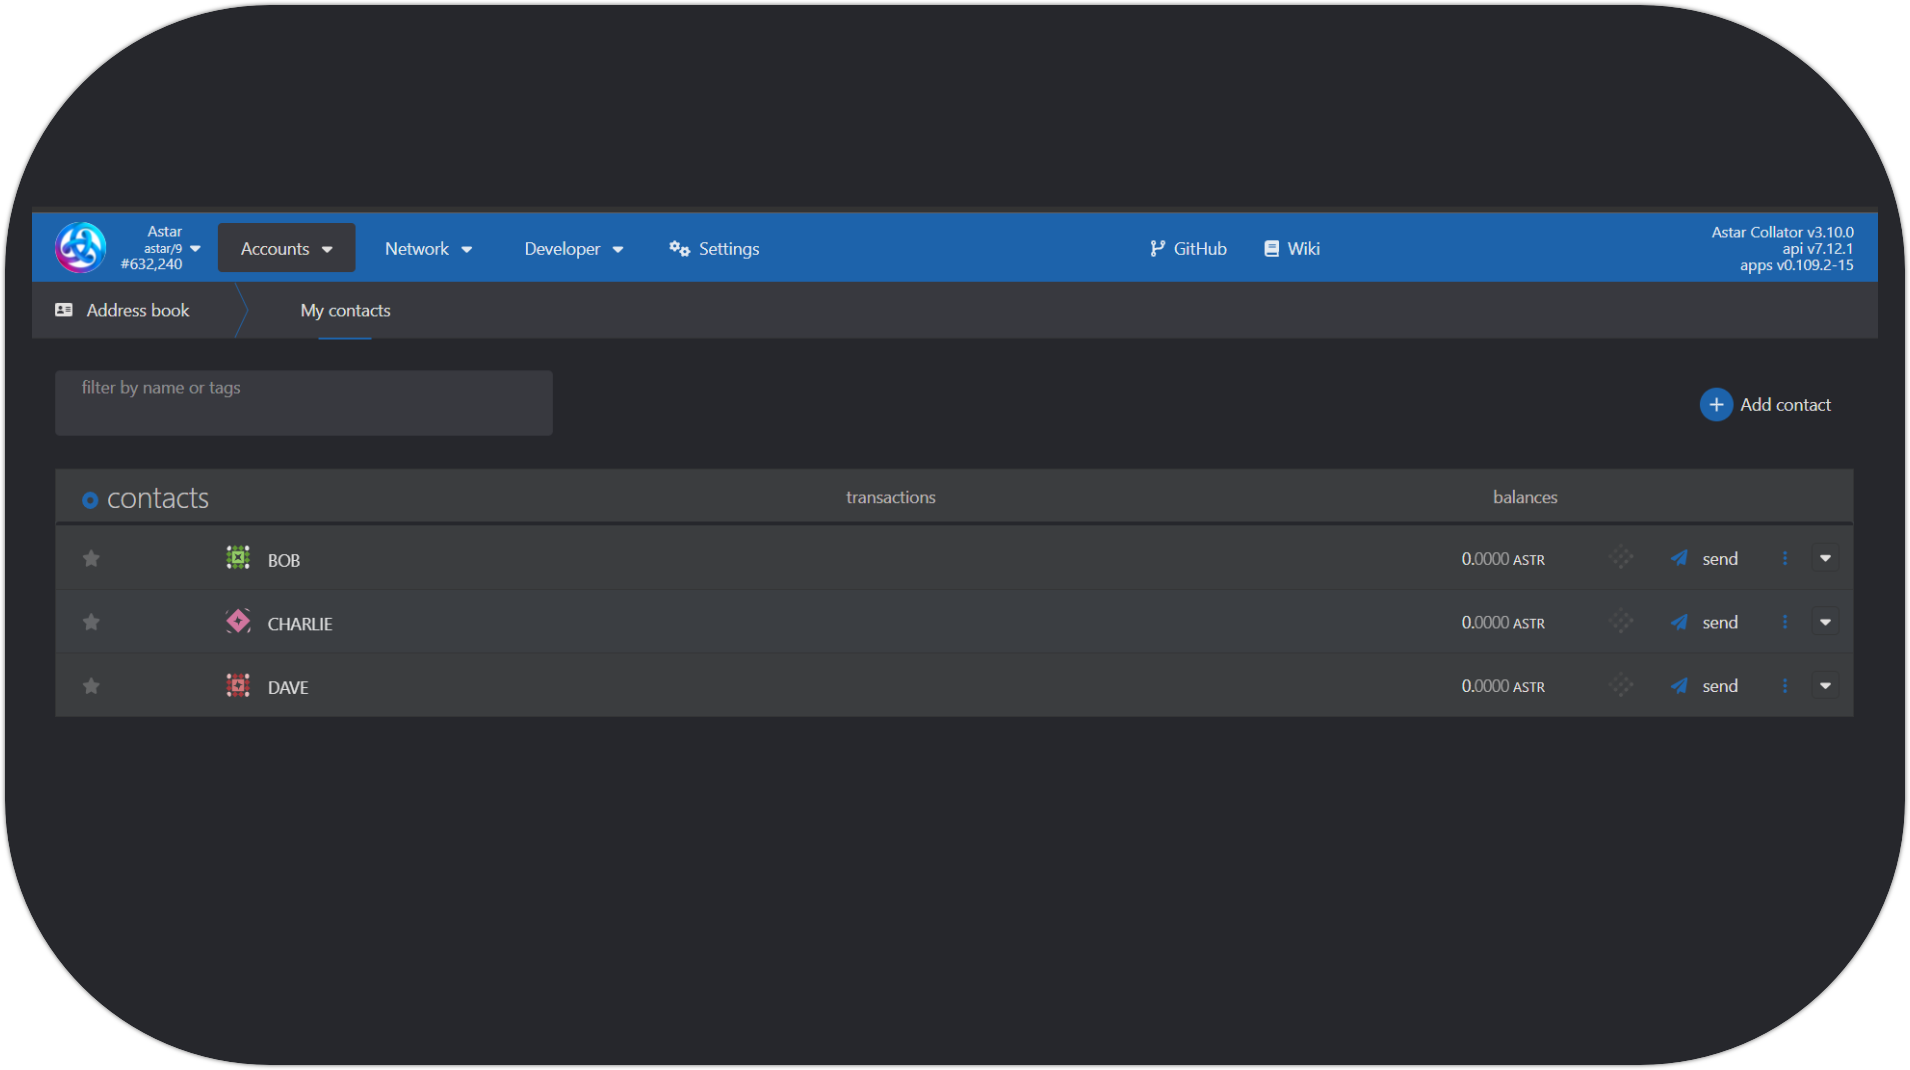 Astar
astar/9
#632,240
Accounts
Network
Developer
Settings
GitHub
Wiki
Astar Collator v3.10.0
api v7.12.1
apps v0.109.2-15
Address book
My contacts
filter by name or tags
Add contact
contacts
transactions
balances
BOB
0.0000 ASTR
send
CHARLIE
0.0000 ASTR
send
DAVE
0.0000 ASTR
send